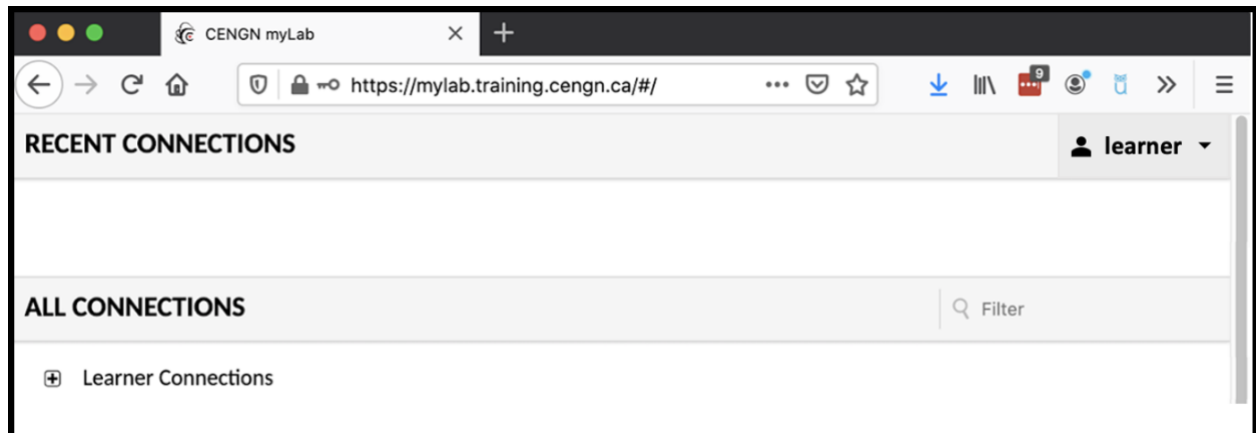 CENGN myLab
https://mylab.training.cengn.ca/#/
9
RECENT CONNECTIONS
learner
ALL CONNECTIONS
Filter
Learner Connections